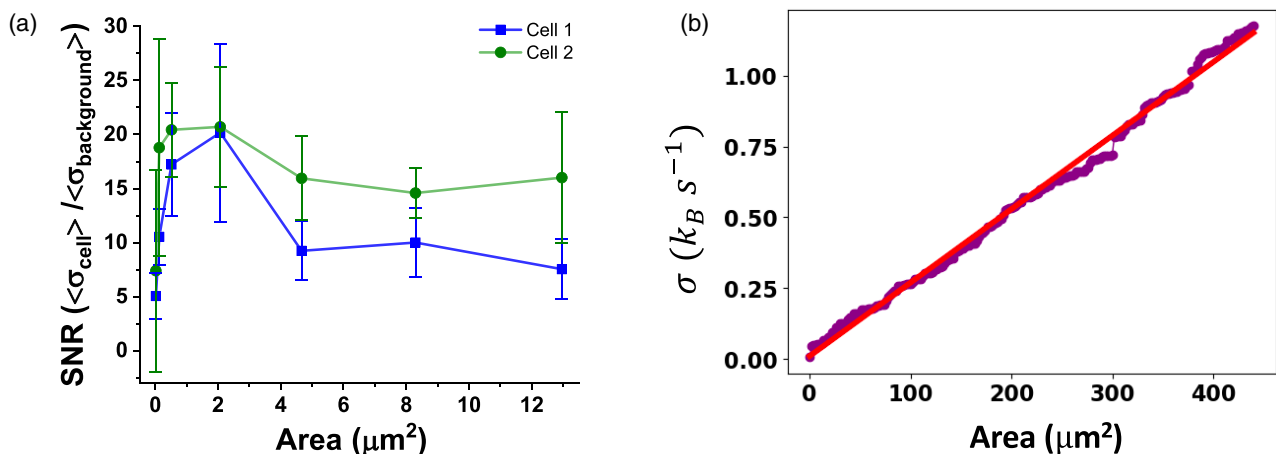 (a)
30
25
20
15
10
5
0
SNR (<σcell> /<σbackground>)
Cell 1
Cell 2
0 2 4 6 8 10 12
Area (μm²)
(b)
1.00
0.75
0.50
0.25
0.00
σ (k_B s⁻¹)
0 100 200 300 400
Area (μm²)